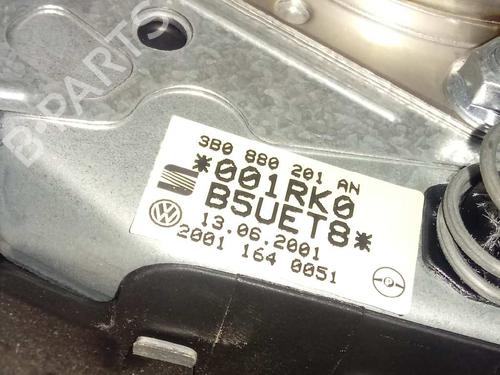 B-PARTS
3B0 880 201 AN
*001RK0
B5UET8*
13.06.2001
2001 164 0051